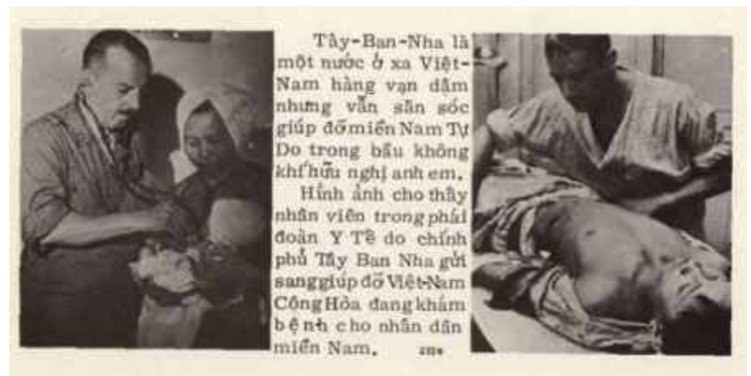 Tây-Ban-Nha là
một nước ở xa Việt-
Nam hàng vạn dậm
nhưng vẫn săn sóc
giúp đỡ miền Nam Tự
Do trong bầu không
khí hữu nghị anh em.
Hình ảnh cho thấy
nhân viên trong phái
đoàn Y Tế do chính
phủ Tây Ban Nha gửi
sang giúp đỡ Việt-Nam
Cộng Hòa đang khám
bệnh cho nhân dân
miền Nam.